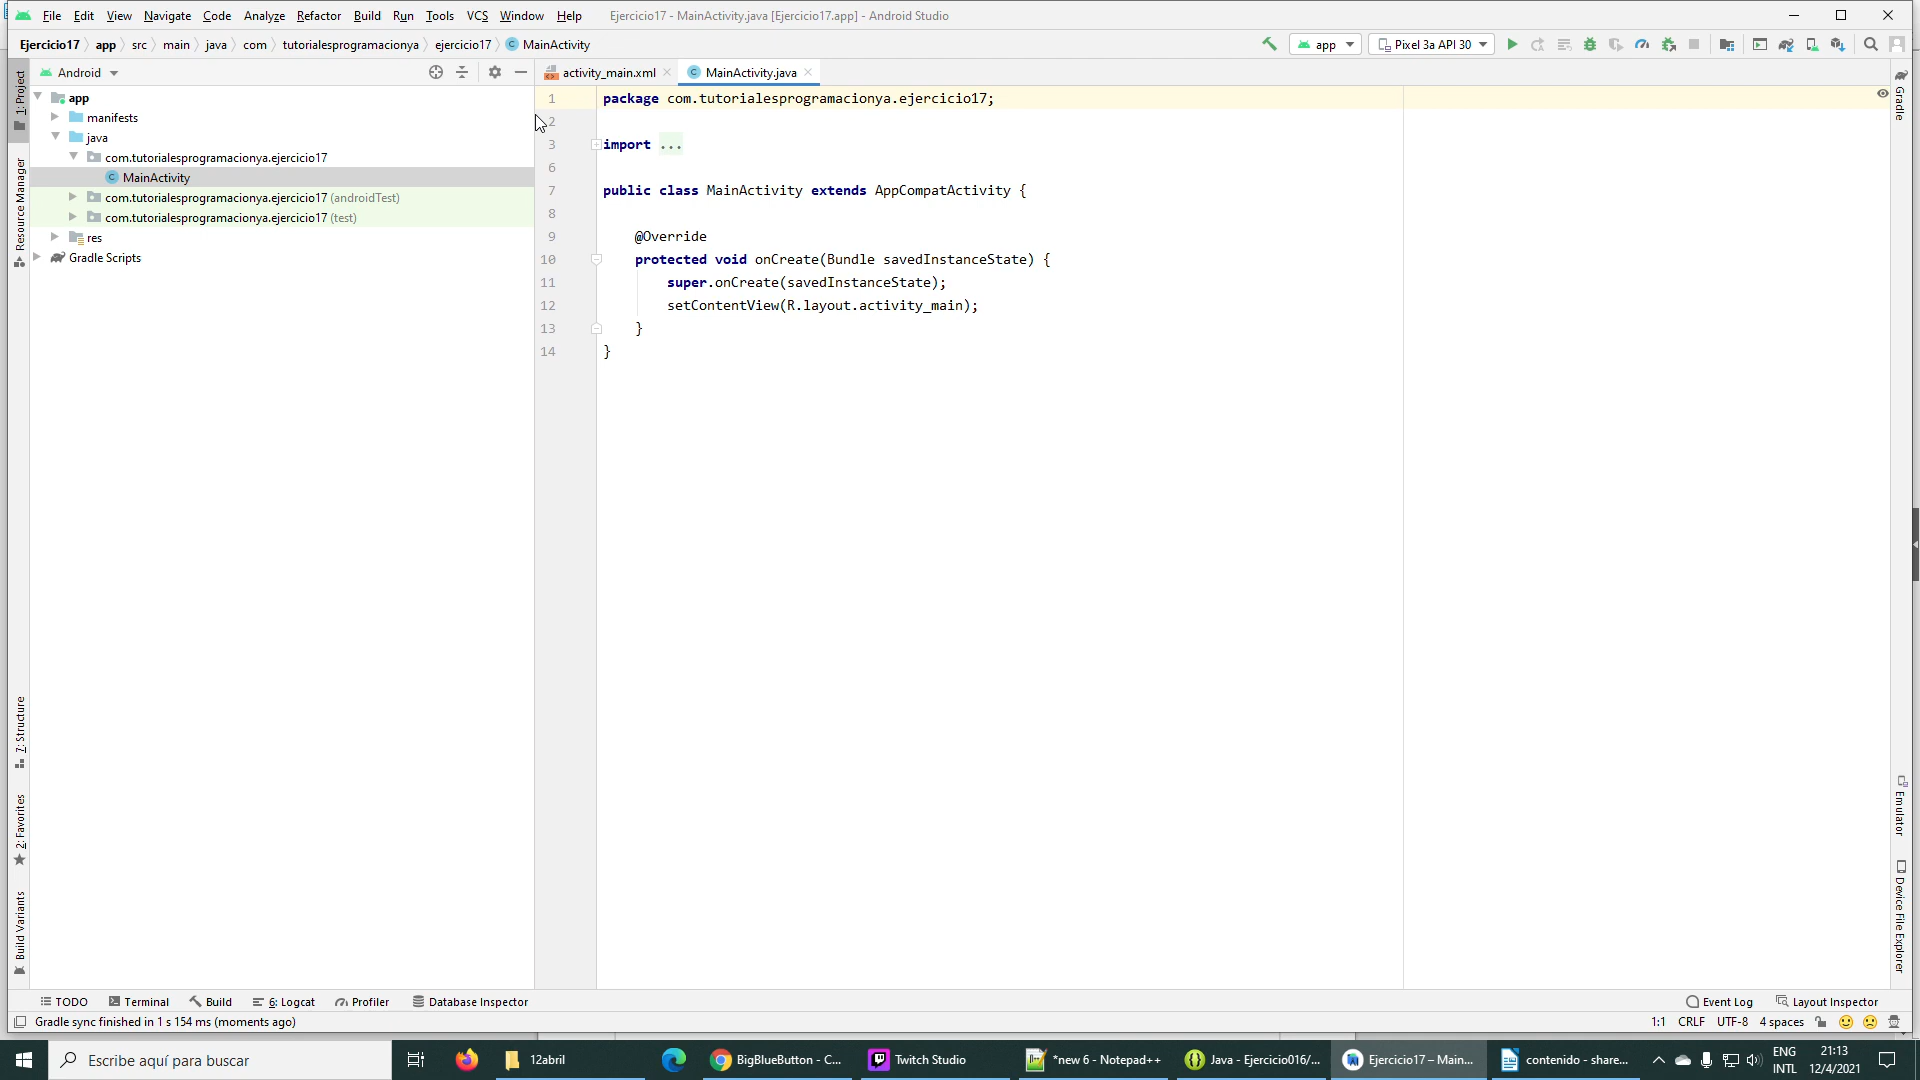 File Edit View Navigate Code Analyze Refactor Build Run Tools VCS Window Help Ejercicio17 - MainActivity.java [Ejercicio17.app] - Android Studio
Ejercicio17 app src main java com tutorialesprogramacionya ejercicio17 MainActivity app Pixel 3a API 30
Android activity_main.xml MainActivity.java
1: Project
Resource Manager
7: Structure
2: Favorites
Build Variants
app
manifests
java
com.tutorialesprogramacionya.ejercicio17
MainActivity
com.tutorialesprogramacionya.ejercicio17 (androidTest)
com.tutorialesprogramacionya.ejercicio17 (test)
res
Gradle Scripts
1 package com.tutorialesprogramacionya.ejercicio17;
2
3 import ...
6
7 public class MainActivity extends AppCompatActivity {
8
9 @Override
10 protected void onCreate(Bundle savedInstanceState) {
11 super.onCreate(savedInstanceState);
12 setContentView(R.layout.activity_main);
13 }
14 }
Gradle
Emulator
Device File Explorer
TODO Terminal Build 6: Logcat Profiler Database Inspector Event Log Layout Inspector
Gradle sync finished in 1 s 154 ms (moments ago) 1:1 CRLF UTF-8 4 spaces
Escribe aquí para buscar 12abril BigBlueButton - C... Twitch Studio *new 6 - Notepad++ Java - Ejercicio016/... Ejercicio17 – Main... contenido - share... ENG INTL 21:13 12/4/2021